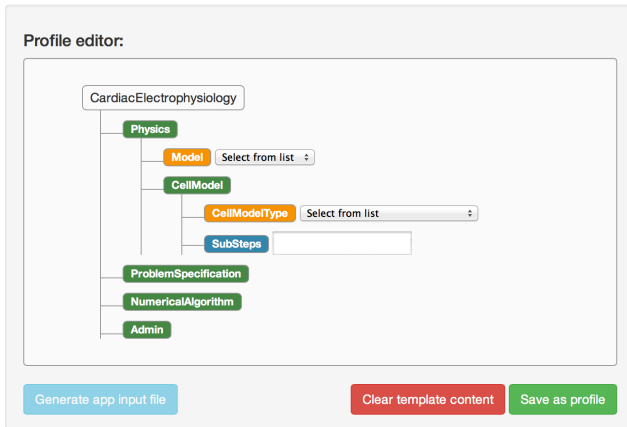 Profile editor:
CardiacElectrophysiology
Physics
Model Select from list
CellModel
CellModelType Select from list
SubSteps
ProblemSpecification
NumericalAlgorithm
Admin
Generate app input file Clear template content Save as profile